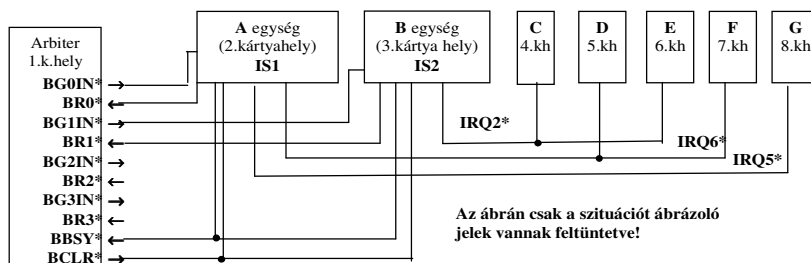 Arbiter
1.k.hely
BG0IN*
BR0*
BG1IN*
BR1*
BG2IN*
BR2*
BG3IN*
BR3*
BBSY*
BCLR*
A egység
(2.kártyahely)
IS1
B egység
(3.kártya hely)
IS2
C
4.kh
D
5.kh
E
6.kh
F
7.kh
G
8.kh
IRQ2*
IRQ6*
IRQ5*
Az ábrán csak a szituációt ábrázoló
jelek vannak feltüntetve!